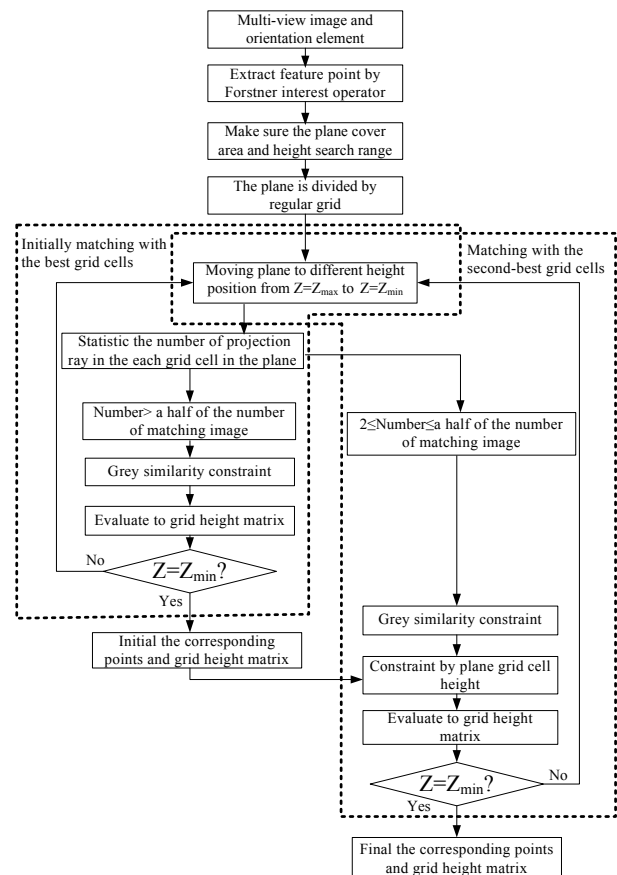 Multi-view image and
orientation element
Extract feature point by
Forstner interest operator
Make sure the plane cover
area and height search range
The plane is divided by
regular grid
Initially matching with
the best grid cells
Matching with the
second-best grid cells
Moving plane to different height
position from Z=Zmax to Z=Zmin
Statistic the number of projection
ray in the each grid cell in the plane
Number> a half of the number
of matching image
2≤Number≤a half of the number
of matching image
Grey similarity constraint
Evaluate to grid height matrix
No
Z=Zmin?
Yes
Initial the corresponding
points and grid height matrix
Grey similarity constraint
Constraint by plane grid cell
height
Evaluate to grid height
matrix
Z=Zmin?
No
Yes
Final the corresponding points
and grid height matrix